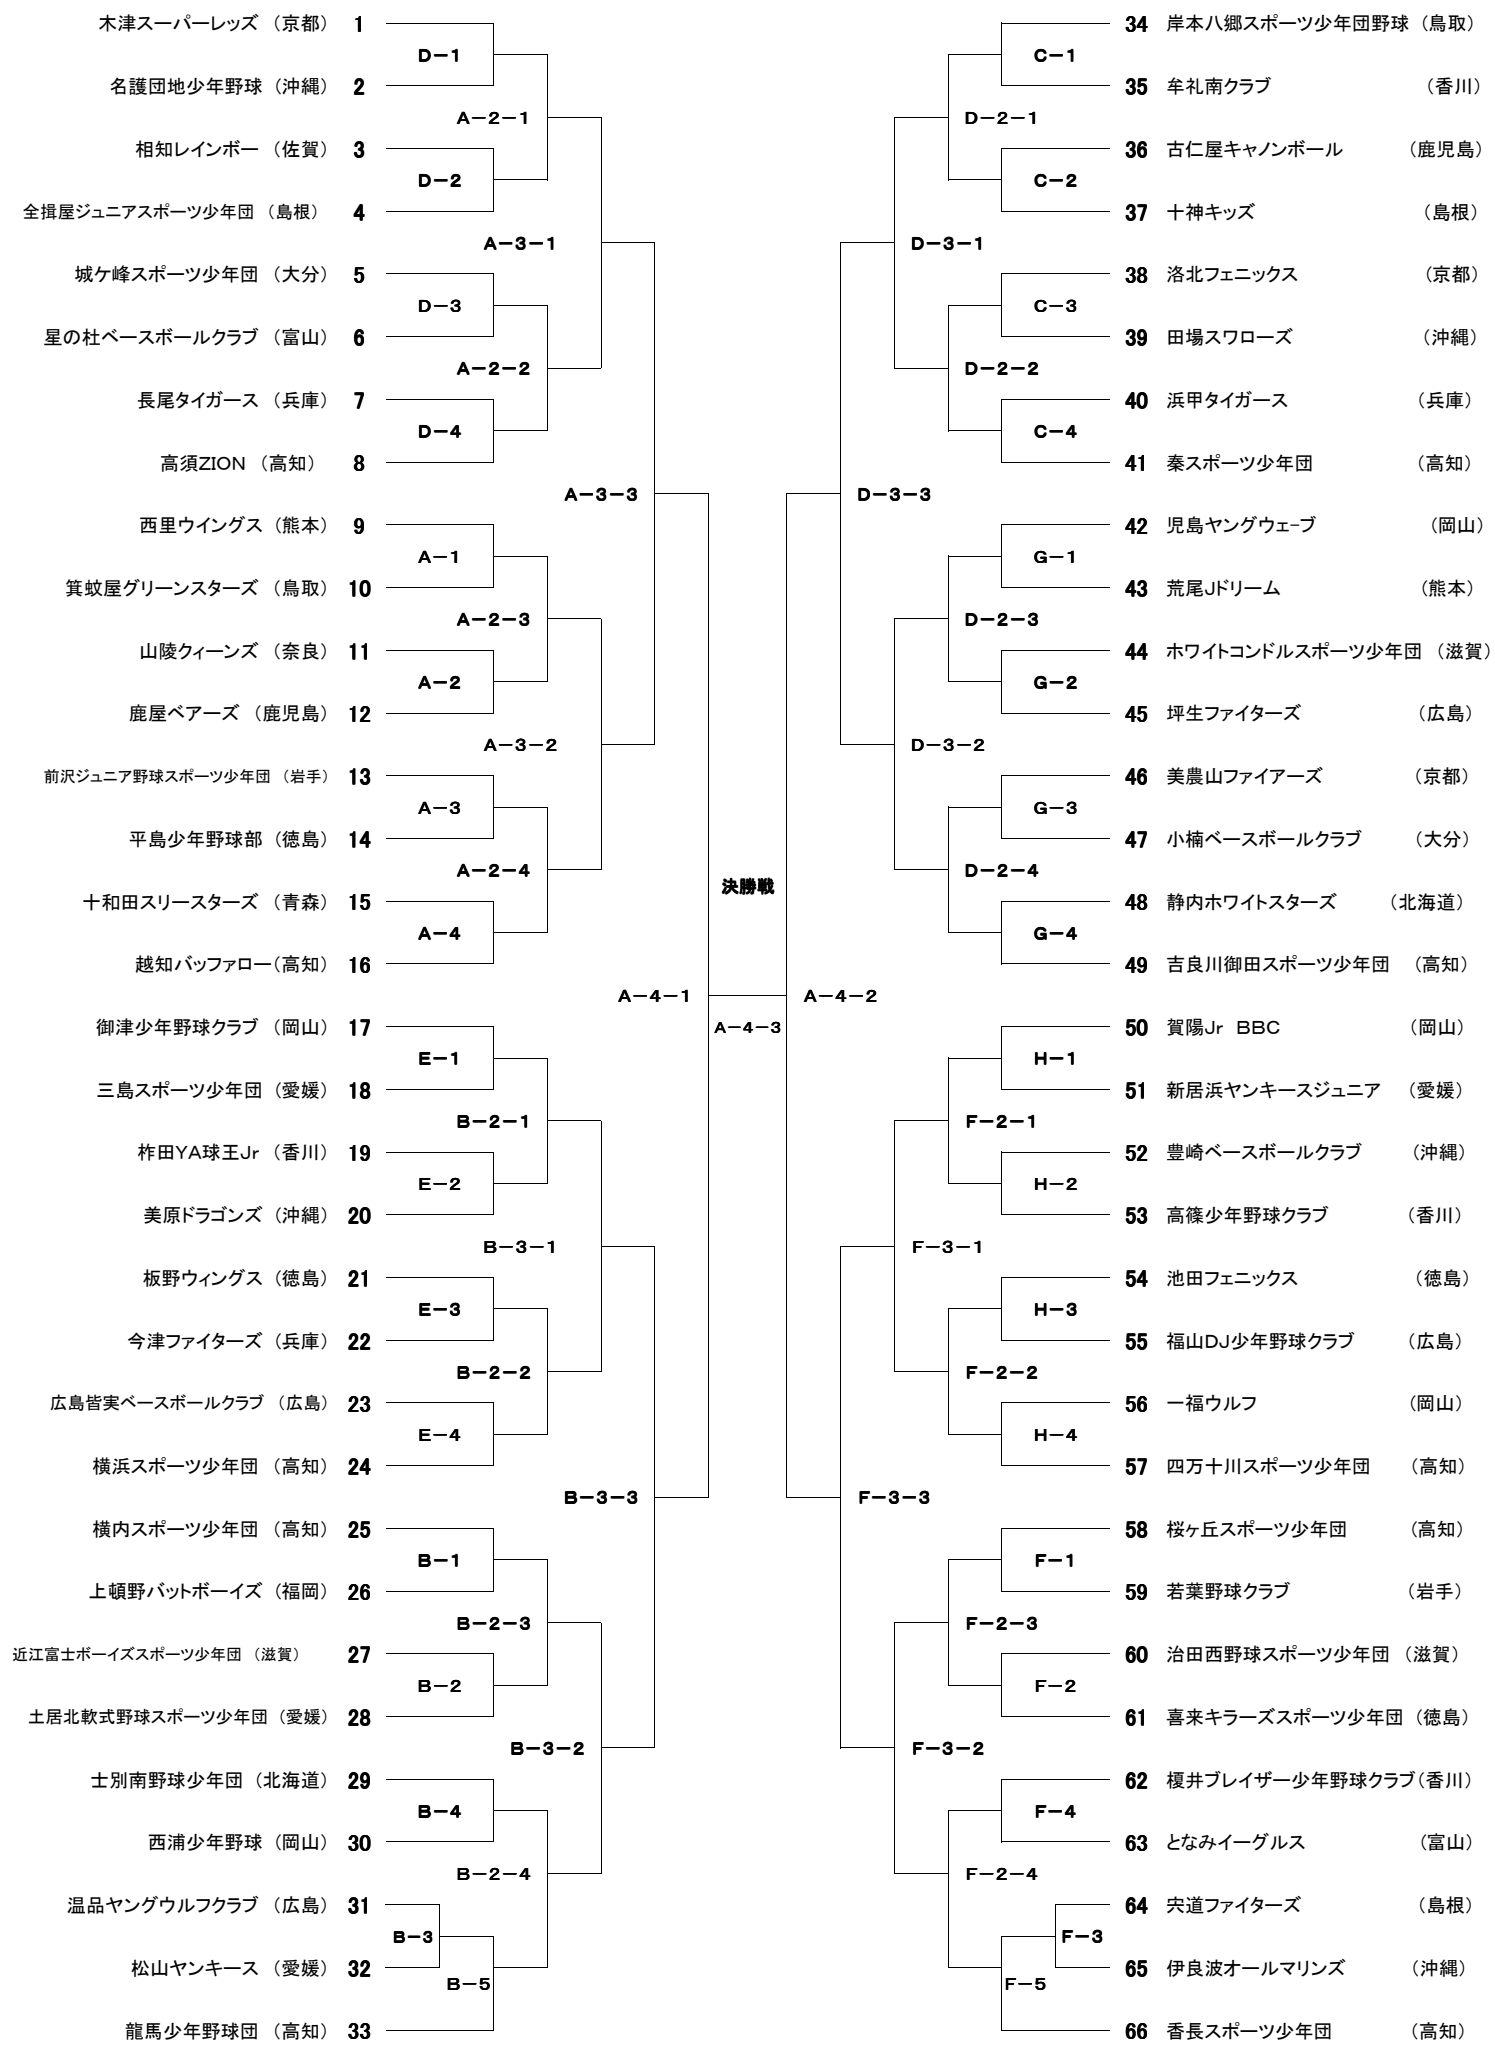 木津スーパーレッズ （京都） 1
D－1
名護団地少年野球 （沖縄） 2
A－2－1
相知レインボー （佐賀） 3
D－2
全揖屋ジュニアスポーツ少年団 （島根） 4
A－3－1
城ケ峰スポーツ少年団 （大分） 5
D－3
星の杜ベースボールクラブ （富山） 6
A－2－2
長尾タイガース （兵庫） 7
D－4
高須ZION （高知） 8
A－3－3
西里ウイングス （熊本） 9
A－1
箕蚊屋グリーンスターズ （鳥取） 10
A－2－3
山陵クィーンズ （奈良） 11
A－2
鹿屋ベアーズ （鹿児島） 12
A－3－2
前沢ジュニア野球スポーツ少年団 （岩手） 13
A－3
平島少年野球部 （徳島） 14
A－2－4
十和田スリースターズ （青森） 15
A－4
越知バッファロー（高知） 16
A－4－1
御津少年野球クラブ （岡山） 17
E－1
三島スポーツ少年団 （愛媛） 18
B－2－1
柞田YA球王Jr （香川） 19
E－2
美原ドラゴンズ （沖縄） 20
B－3－1
板野ウィングス （徳島） 21
E－3
今津ファイターズ （兵庫） 22
B－2－2
広島皆実ベースボールクラブ （広島） 23
E－4
横浜スポーツ少年団 （高知） 24
B－3－3
横内スポーツ少年団 （高知） 25
B－1
上頓野バットボーイズ （福岡） 26
B－2－3
近江富士ボーイズスポーツ少年団 （滋賀） 27
B－2
土居北軟式野球スポーツ少年団 （愛媛） 28
B－3－2
士別南野球少年団 （北海道） 29
B－4
西浦少年野球 （岡山） 30
B－2－4
温品ヤングウルフクラブ （広島） 31
B－3
松山ヤンキース （愛媛） 32
B－5
龍馬少年野球団 （高知） 33
決勝戦
A－4－3
34 岸本八郷スポーツ少年団野球 （鳥取）
C－1
35 牟礼南クラブ （香川）
D－2－1
36 古仁屋キャノンボール （鹿児島）
C－2
37 十神キッズ （島根）
D－3－1
38 洛北フェニックス （京都）
C－3
39 田場スワローズ （沖縄）
D－2－2
40 浜甲タイガース （兵庫）
C－4
41 秦スポーツ少年団 （高知）
D－3－3
42 児島ヤングウェーブ （岡山）
G－1
43 荒尾Jドリーム （熊本）
D－2－3
44 ホワイトコンドルスポーツ少年団 （滋賀）
G－2
45 坪生ファイターズ （広島）
D－3－2
46 美農山ファイアーズ （京都）
G－3
47 小楠ベースボールクラブ （大分）
D－2－4
48 静内ホワイトスターズ （北海道）
G－4
49 吉良川御田スポーツ少年団 （高知）
A－4－2
50 賀陽Jr BBC （岡山）
H－1
51 新居浜ヤンキースジュニア （愛媛）
F－2－1
52 豊崎ベースボールクラブ （沖縄）
H－2
53 高篠少年野球クラブ （香川）
F－3－1
54 池田フェニックス （徳島）
H－3
55 福山DJ少年野球クラブ （広島）
F－2－2
56 一福ウルフ （岡山）
H－4
57 四万十川スポーツ少年団 （高知）
F－3－3
58 桜ヶ丘スポーツ少年団 （高知）
F－1
59 若葉野球クラブ （岩手）
F－2－3
60 治田西野球スポーツ少年団 （滋賀）
F－2
61 喜来キラーズスポーツ少年団 （徳島）
F－3－2
62 榎井ブレイザー少年野球クラブ（香川）
F－4
63 となみイーグルス （富山）
F－2－4
64 宍道ファイターズ （島根）
F－3
65 伊良波オールマリンズ （沖縄）
F－5
66 香長スポーツ少年団 （高知）